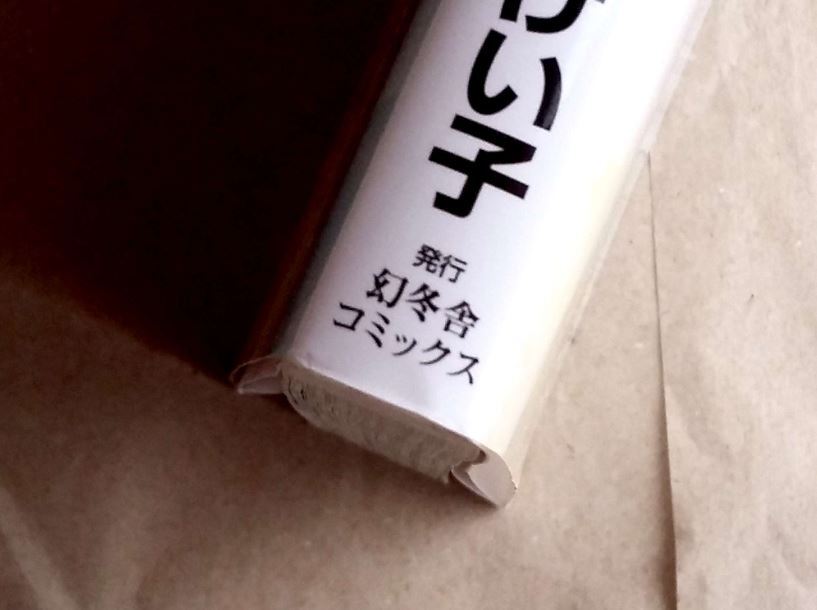 い子
発行
幻冬舎
コミックス